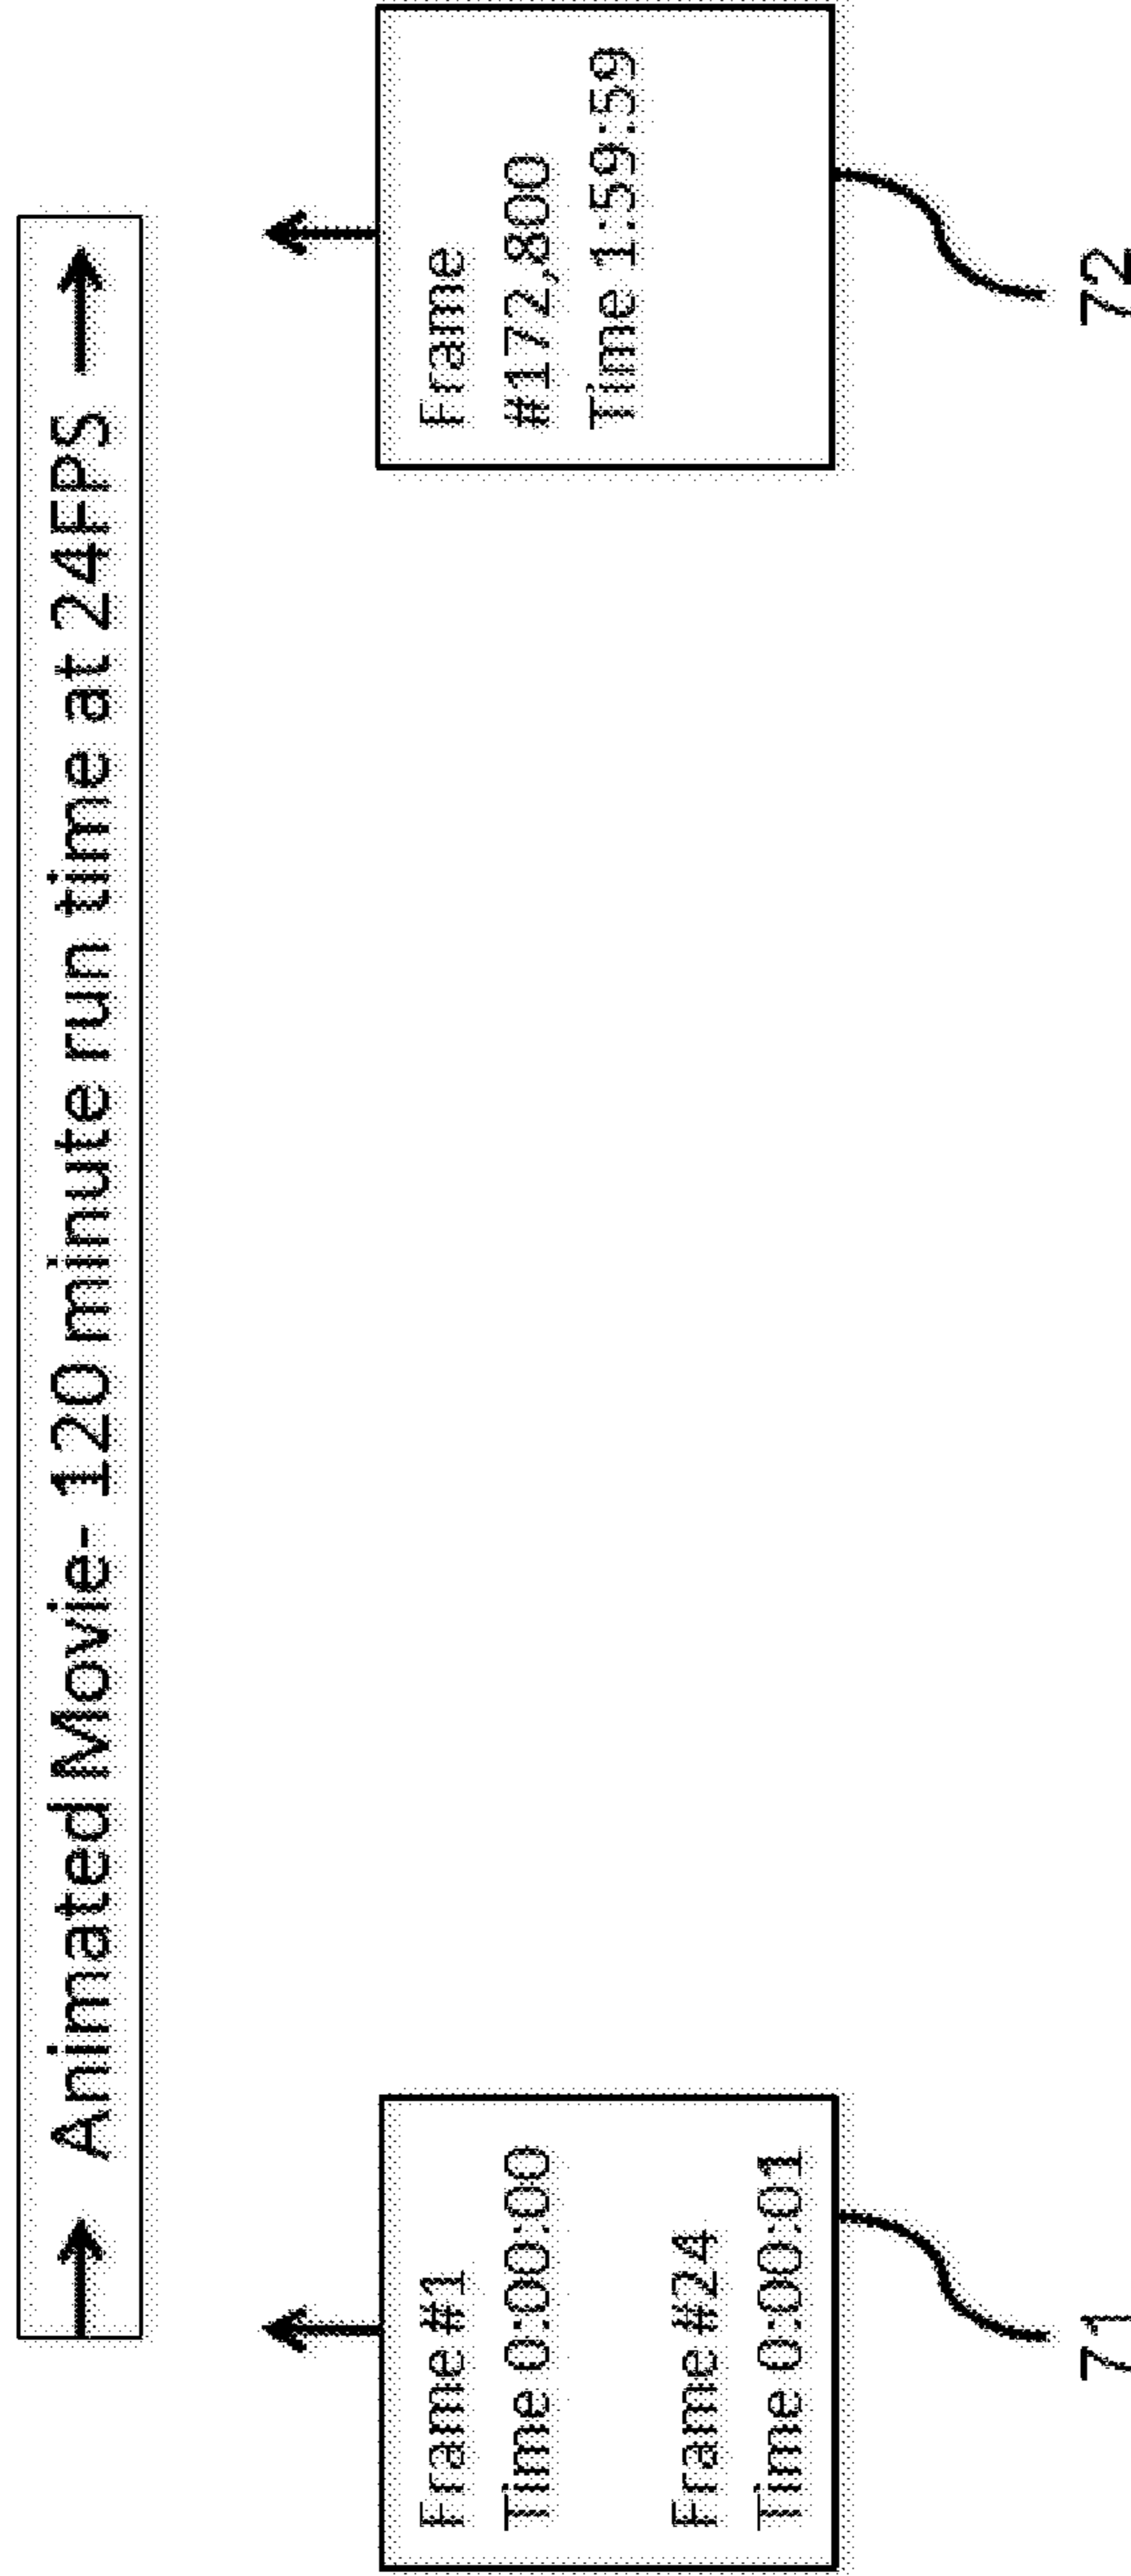 Animated Movie- 120 minute run time at 24FPS
Frame #1
Time 0:00:00
Frame #24
Time 0:00:01
71
Frame
#172,800
Time 1:59:59
72